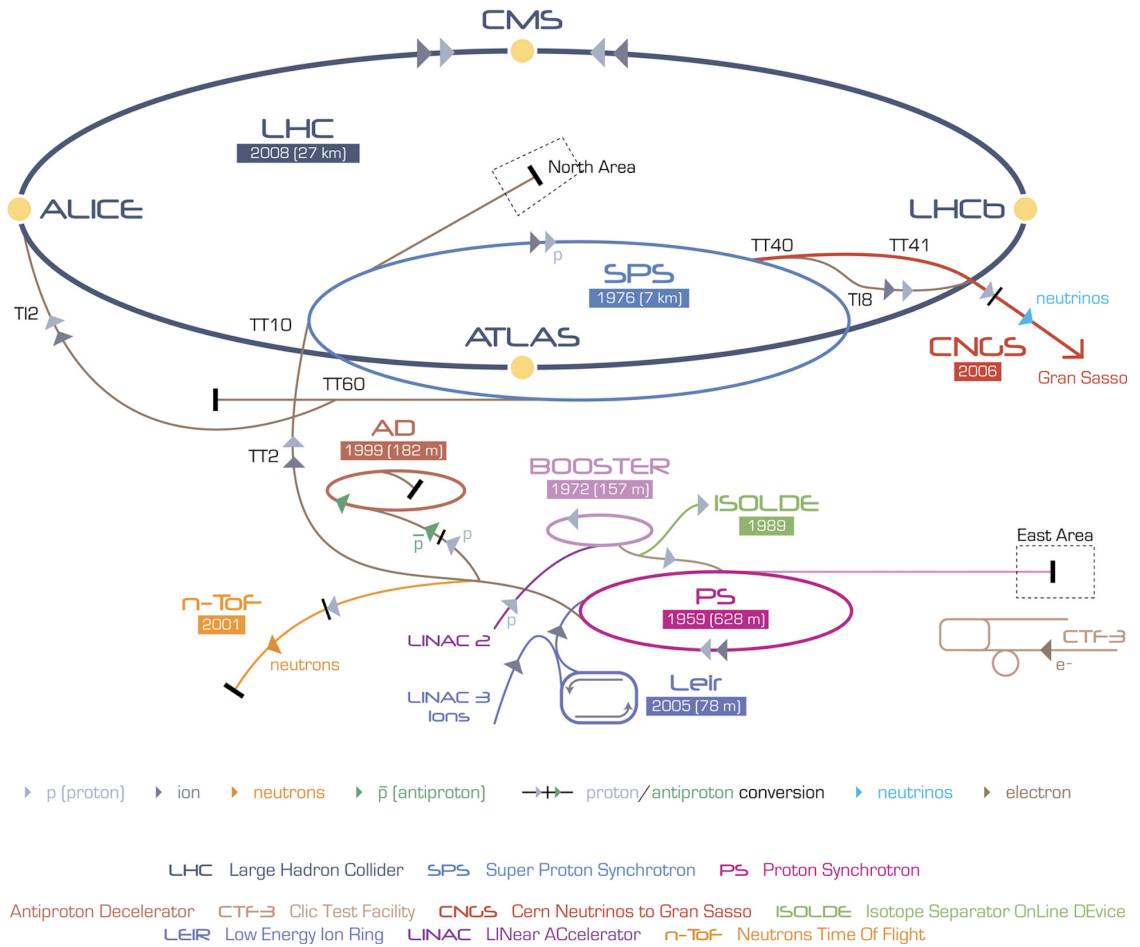 CMS
LHC
2008 (27 km)
North Area
ALICE
LHCb
TT40
TT41
p
SPS
1976 (7 km)
TI8
neutrinos
TI2
TT10
ATLAS
CNGS
2006
Gran Sasso
TT60
AD
1999 (182 m)
TT2
BOOSTER
1972 (157 m)
ISOLDE
1989
p̄
p
East Area
n-ToF
2001
PS
1959 (628 m)
p
LINAC 2
neutrons
CTF-3
e-
LINAC 3
Ions
Leir
2005 (78 m)
p (proton)
ion
neutrons
p̄ (antiproton)
proton/antiproton conversion
neutrinos
electron
LHC Large Hadron Collider SPS Super Proton Synchrotron PS Proton Synchrotron
Antiproton Decelerator CTF-3 Clic Test Facility CNGS Cern Neutrinos to Gran Sasso ISOLDE Isotope Separator OnLine DEvice
LEIR Low Energy Ion Ring LINAC LINear ACcelerator n-ToF Neutrons Time Of Flight